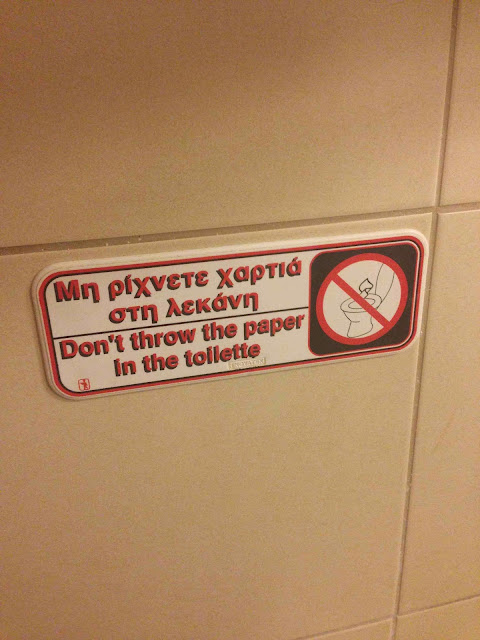 Μη ρίχνετε χαρτιά
στη λεκάνη
Don't throw the paper
in the toilette